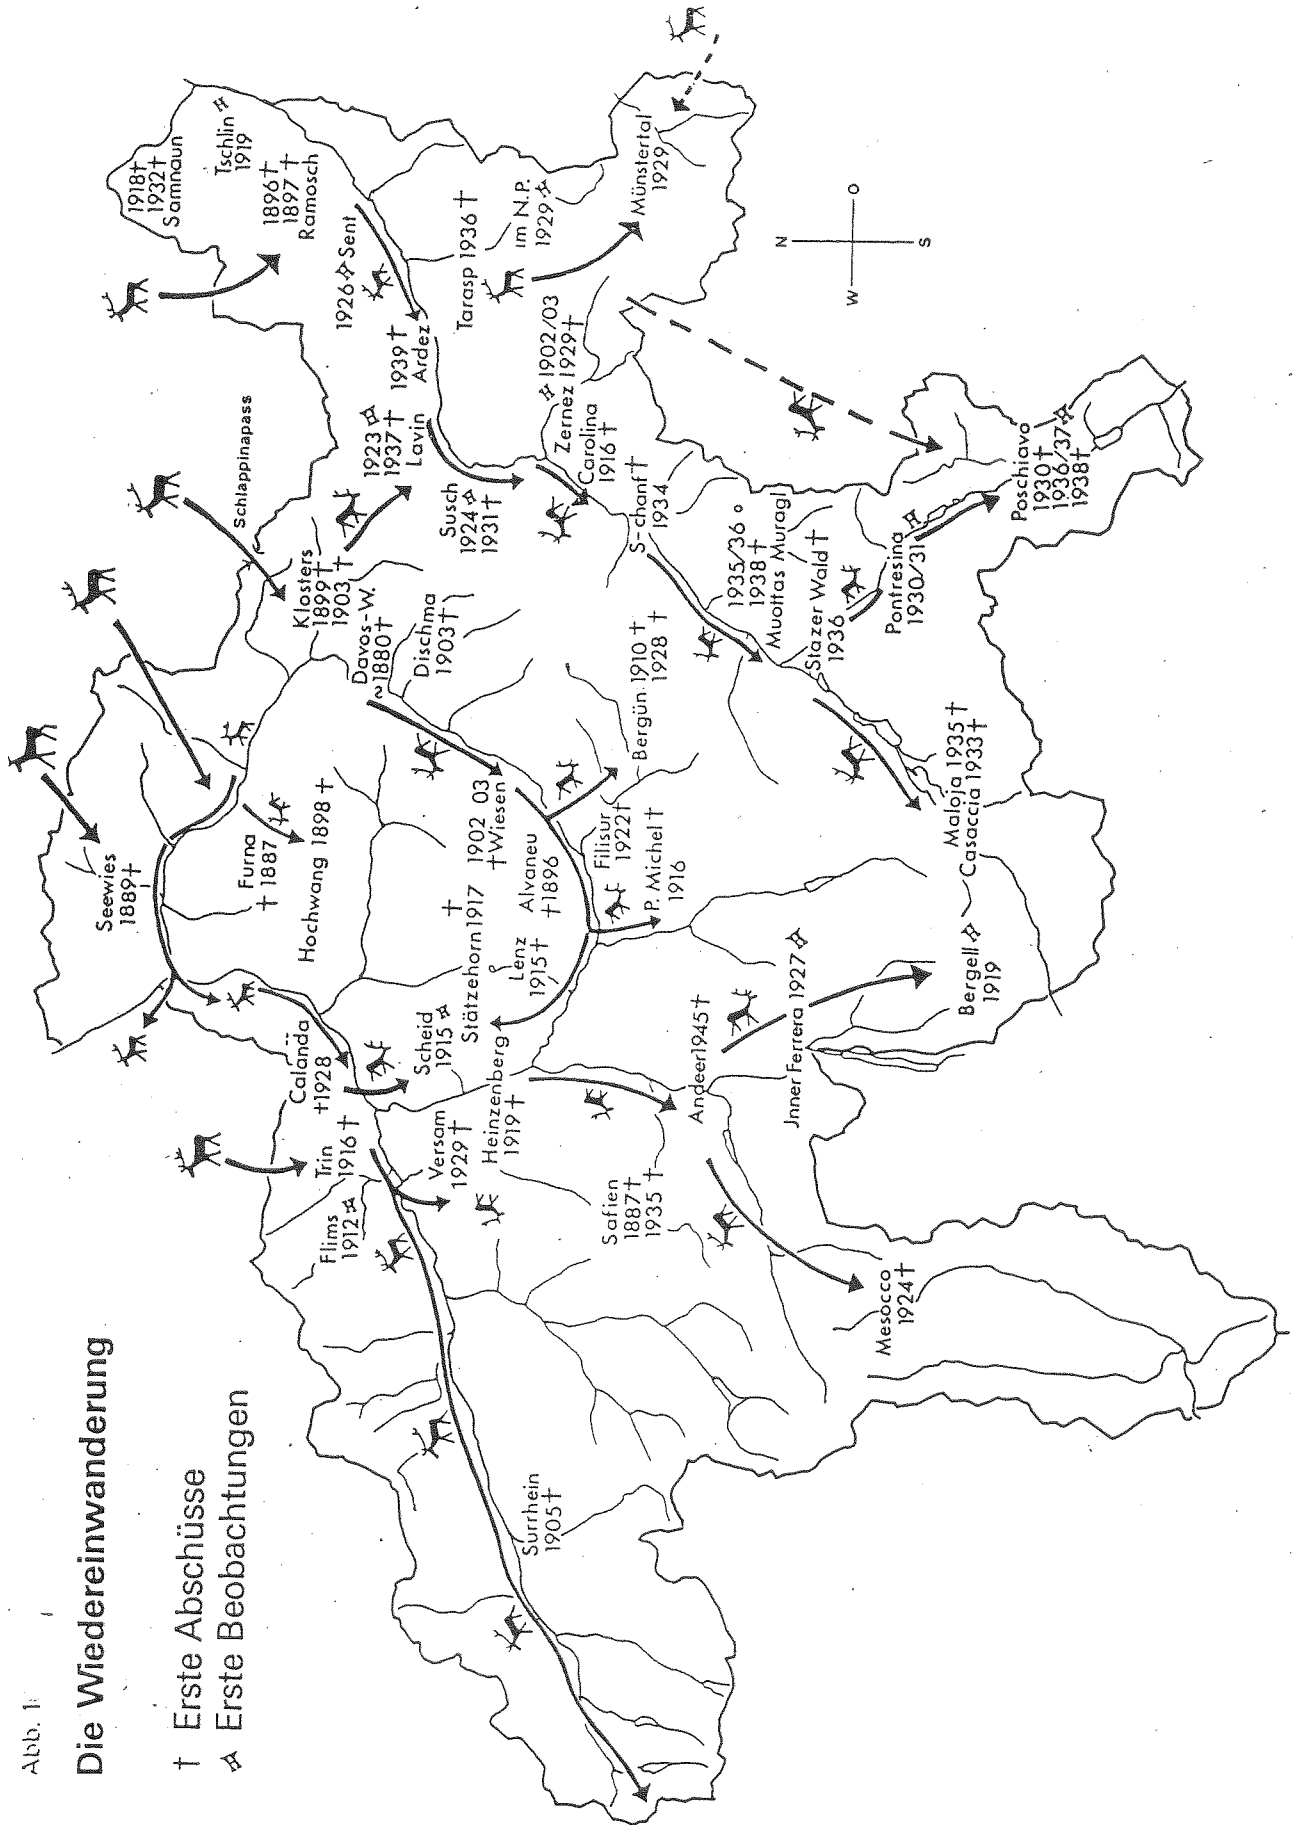 Abb. 1
Die Wiedereinwanderung
† Erste Abschüsse
Erste Beobachtungen
Seewies
1889†
Furna
†1887
Hochwang 1898†
Schlappinapass
Klosters
1899†
1903 †
Davos-W.
1880†
?
Dischma
1903†
1918†
1932†
Samnaun
Tschlin
1919
1896†
1897†
Ramosch
1926 Sent
1939†
Ardez
1923
1937†
Lavin
Susch
1924
1931†
Tarasp 1936†
im N.P.
1929
Münstertal
1929
1902/03
Zernez 1929†
Carolina
1916†
S-chanf†
1934
1935/36 o
1938†
Muottas Muragl
Stazer Wald†
1936
Pontresina
1930/31
Poschiavo
1930†
1936/37
1938†
Maloja 1935†
Casaccia 1933†
Bergell
1919
Bergün 1910†
1928 †
Filisur
1922†
P. Michel†
1916
1902 03
†Wiesen
Alvaneu
†1896
Stätzehorn 1917
†
Lenz
1915†
Scheid
1915
Heinzenberg
1919†
Calanda
†1928
Trin
1916†
Flims
1912
Versam
1929†
Safien
1887†
1935 †
Andeer 1945†
Jnner Ferrera 1927
Mesocco
1924†
Surrhein
1905†
N
W
O
S